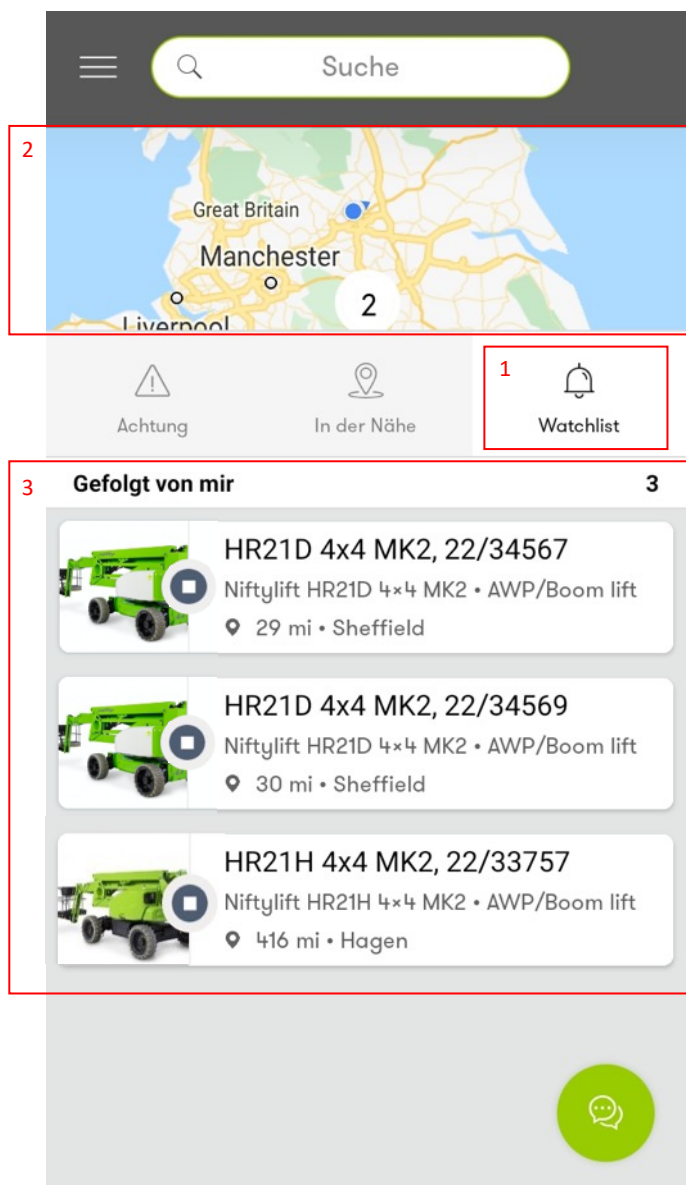 Suche
2
Great Britain
Manchester
2
Liverpool
1
Achtung
In der Nähe
Watchlist
3
Gefolgt von mir 3
HR21D 4x4 MK2, 22/34567
Niftylift HR21D 4×4 MK2 • AWP/Boom lift
29 mi • Sheffield
HR21D 4x4 MK2, 22/34569
Niftylift HR21D 4×4 MK2 • AWP/Boom lift
30 mi • Sheffield
HR21H 4x4 MK2, 22/33757
Niftylift HR21H 4×4 MK2 • AWP/Boom lift
416 mi • Hagen